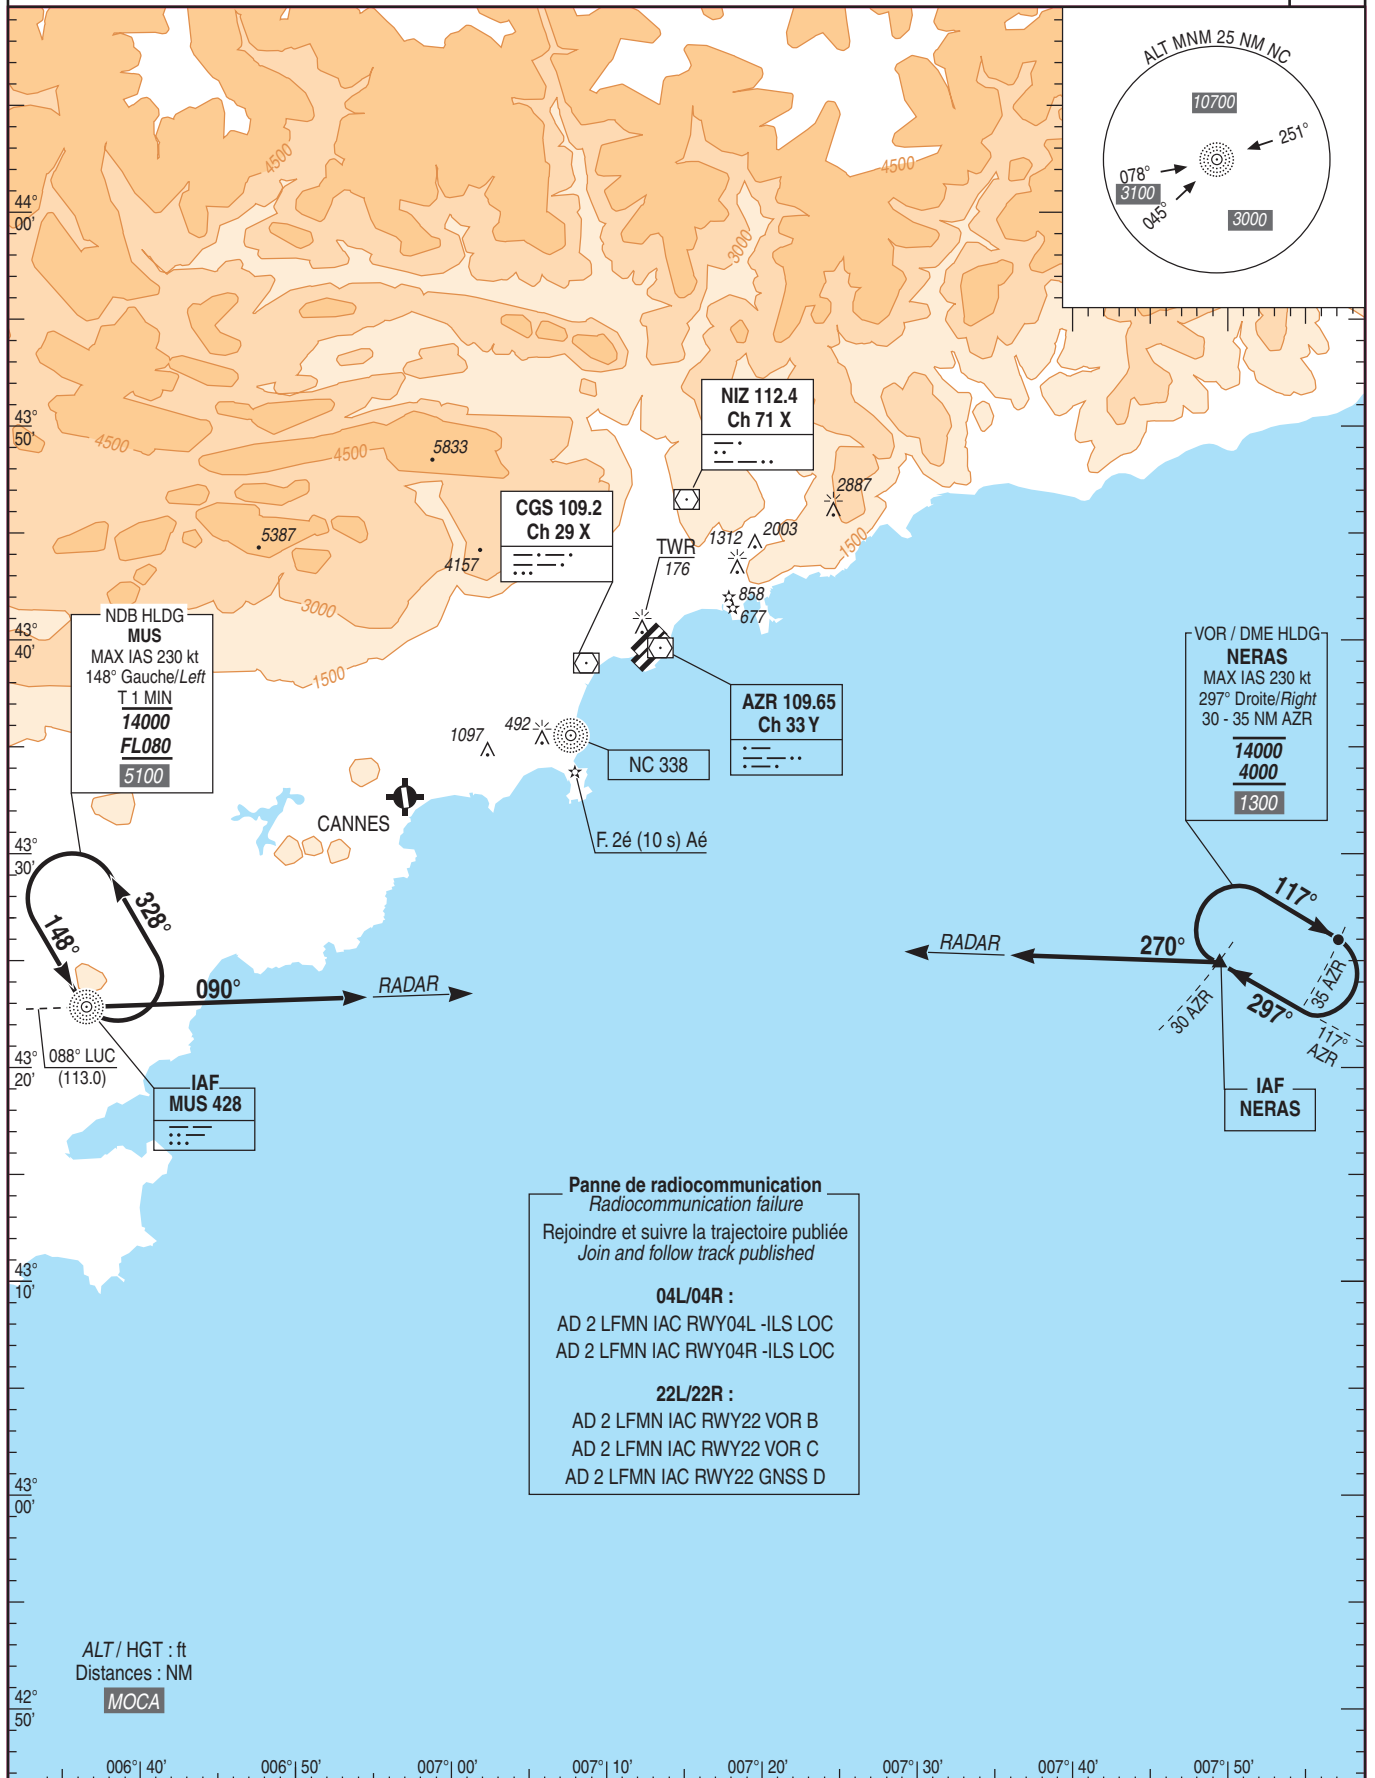 ALT MNM 25 NM NC
10700
251°
078°
3100
045°
3000
4500
4500
3000
44°
00'
NIZ 112.4
Ch 71 X
43°
50'
4500
4500
5833
2887
CGS 109.2
Ch 29 X
5387
4157
TWR
176
1312
2003
1500
858
677
3000
1500
NDB HLDG
MUS
MAX IAS 230 kt
148° Gauche/Left
T 1 MIN
14000
FL080
5100
43°
40'
VOR / DME HLDG
NERAS
MAX IAS 230 kt
297° Droite/Right
30 - 35 NM AZR
14000
4000
1300
AZR 109.65
Ch 33 Y
1097
492
NC 338
CANNES
F. 2é (10 s) Aé
43°
30'
148°
328°
117°
RADAR
270°
35 AZR
30 AZR
297°
117°
AZR
090°
RADAR
088° LUC
(113.0)
43°
20'
IAF
MUS 428
IAF
NERAS
Panne de radiocommunication
Radiocommunication failure
Rejoindre et suivre la trajectoire publiée
Join and follow track published
04L/04R :
AD 2 LFMN IAC RWY04L -ILS LOC
AD 2 LFMN IAC RWY04R -ILS LOC
22L/22R :
AD 2 LFMN IAC RWY22 VOR B
AD 2 LFMN IAC RWY22 VOR C
AD 2 LFMN IAC RWY22 GNSS D
43°
10'
43°
00'
ALT / HGT : ft
Distances : NM
MOCA
42°
50'
006° 40'
006° 50'
007° 00'
007° 10'
007° 20'
007° 30'
007° 40'
007° 50'